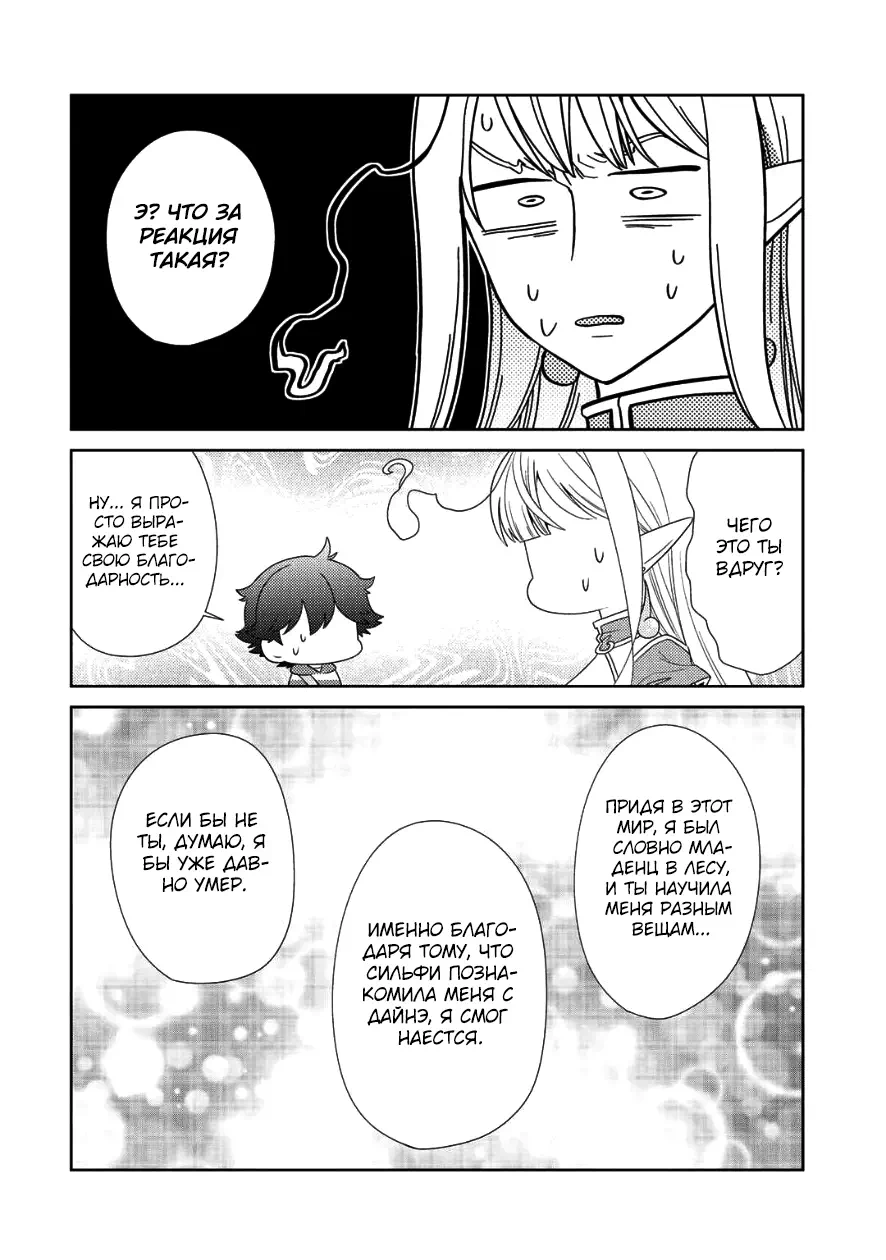 Э? ЧТО ЗА
РЕАКЦИЯ
ТАКАЯ?
ЧЕГО
ЭТО ТЫ
ВДРУГ?
НУ... Я ПРО-
СТО ВЫРА-
ЖАЮ ТЕБЕ
СВОЮ БЛАГО-
ДАРНОСТЬ...
ПРИДЯ В ЭТОТ
МИР, Я БЫЛ
СЛОВНО МЛА-
ДЕНЦ В ЛЕСУ,
И ТЫ НАУЧИЛА
МЕНЯ РАЗНЫМ
ВЕЩАМ...
ИМЕННО БЛАГО-
ДАРЯ ТОМУ, ЧТО
СИЛЬФИ ПОЗНА-
КОМИЛА МЕНЯ С
ДАЙНЭ, Я СМОГ
НАЕСТСЯ.
ЕСЛИ БЫ НЕ
ТЫ, ДУМАЮ, Я
БЫ УЖЕ ДАВ-
НО УМЕР.